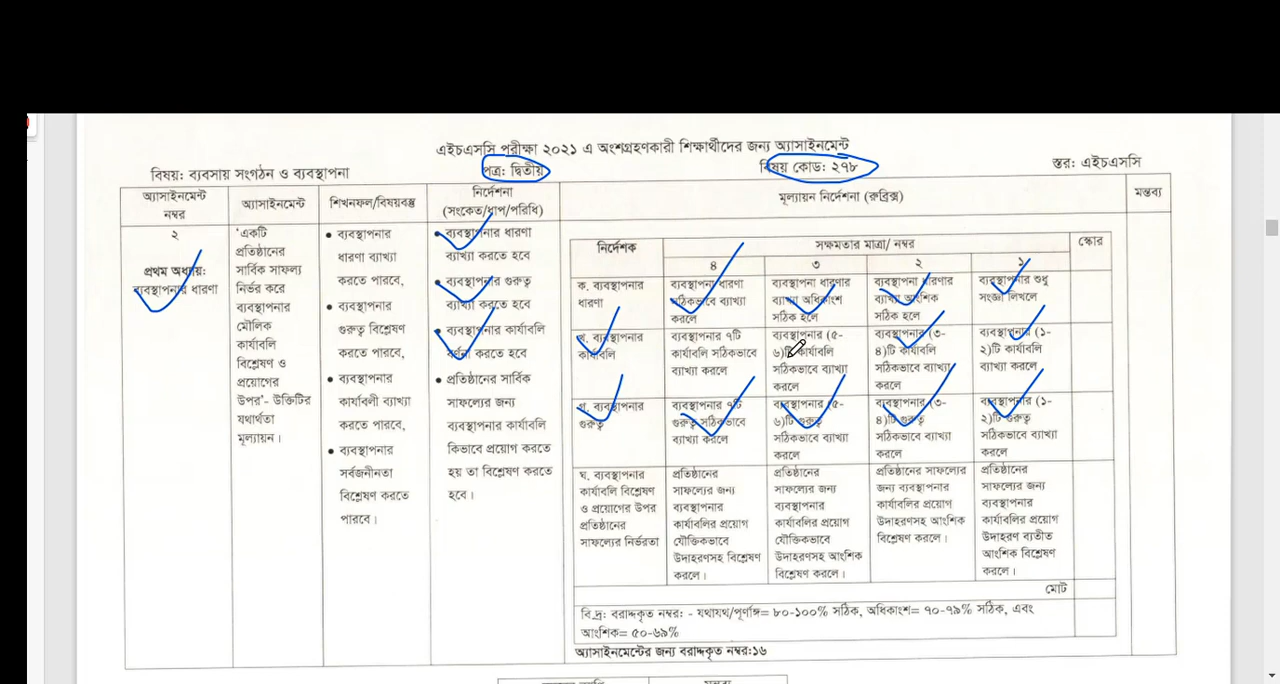 এইচএসসি পরীক্ষা ২০২১ এ অংশগ্রহণকারী শিক্ষার্থীদের জন্য অ্যাসাইনমেন্ট
বিষয়: ব্যবসায় সংগঠন ও ব্যবস্থাপনা
পত্র: দ্বিতীয়
বিষয় কোড: ২৭৮
স্তর: এইচএসসি
অ্যাসাইনমেন্ট
নম্বর
অ্যাসাইনমেন্ট
শিখনফল/বিষয়বস্তু
নির্দেশনা
(সংকেত/ধাপ/পরিধি)
মূল্যায়ন নির্দেশনা (রুব্রিক্স)
মন্তব্য
২
প্রথম অধ্যায়:
ব্যবস্থাপনার ধারণা
'একটি
প্রতিষ্ঠানের
সার্বিক সাফল্য
নির্ভর করে
ব্যবস্থাপনার
মৌলিক
কার্যাবলি
বিশ্লেষণ ও
প্রয়োগের
উপর'- উক্তিটির
যথার্থতা
মূল্যায়ন।
• ব্যবস্থাপনার
ধারণা ব্যাখ্যা
করতে পারবে,
• ব্যবস্থাপনার
গুরুত্ব বিশ্লেষণ
করতে পারবে,
• ব্যবস্থাপনার
কার্যাবলী ব্যাখ্যা
করতে পারবে,
• ব্যবস্থাপনার
সর্বজনীনতা
বিশ্লেষণ করতে
পারবে।
• ব্যবস্থাপনার ধারণা
ব্যাখ্যা করতে হবে
• ব্যবস্থাপনার গুরুত্ব
ব্যাখ্যা করতে হবে
• ব্যবস্থাপনার কার্যাবলি
বর্ণনা করতে হবে
• প্রতিষ্ঠানের সার্বিক
সাফল্যের জন্য
ব্যবস্থাপনার কার্যাবলি
কিভাবে প্রয়োগ করতে
হয় তা বিশ্লেষণ করতে
হবে।
নির্দেশক
সক্ষমতার মাত্রা/ নম্বর
স্কোর
৪
৩
২
১
ক. ব্যবস্থাপনার
ধারণা
ব্যবস্থাপনা ধারণা
সঠিকভাবে ব্যাখ্যা
করলে
ব্যবস্থাপনা ধারণার
ব্যাখ্যা অধিকাংশ
সঠিক হলে
ব্যবস্থাপনা ধারণার
ব্যাখ্যা আংশিক
সঠিক হলে
ব্যবস্থাপনার শুধু
সংজ্ঞা লিখলে
খ. ব্যবস্থাপনার
কার্যাবলি
ব্যবস্থাপনার ৭টি
কার্যাবলি সঠিকভাবে
ব্যাখ্যা করলে
ব্যবস্থাপনার (৫-
৬)টি কার্যাবলি
সঠিকভাবে ব্যাখ্যা
করলে
ব্যবস্থাপনার (৩-
৪)টি কার্যাবলি
সঠিকভাবে ব্যাখ্যা
করলে
ব্যবস্থাপনার (১-
২)টি কার্যাবলি
ব্যাখ্যা করলে
গ. ব্যবস্থাপনার
গুরুত্ব
ব্যবস্থাপনার ৭টি
গুরুত্ব সঠিকভাবে
ব্যাখ্যা করলে
ব্যবস্থাপনার (৫-
৬)টি গুরুত্ব
সঠিকভাবে ব্যাখ্যা
করলে
ব্যবস্থাপনার (৩-
৪)টি গুরুত্ব
সঠিকভাবে ব্যাখ্যা
করলে
ব্যবস্থাপনার (১-
২)টি গুরুত্ব
সঠিকভাবে ব্যাখ্যা
করলে
ঘ. ব্যবস্থাপনার
কার্যাবলি বিশ্লেষণ
ও প্রয়োগের উপর
প্রতিষ্ঠানের
সাফল্যের নির্ভরতা
প্রতিষ্ঠানের
সাফল্যের জন্য
ব্যবস্থাপনার
কার্যাবলির প্রয়োগ
যৌক্তিকভাবে
উদাহরণসহ বিশ্লেষণ
করলে।
প্রতিষ্ঠানের
সাফল্যের জন্য
ব্যবস্থাপনার
কার্যাবলির প্রয়োগ
যৌক্তিকভাবে
উদাহরণসহ আংশিক
বিশ্লেষণ করলে।
প্রতিষ্ঠানের সাফল্যের
জন্য ব্যবস্থাপনার
কার্যাবলির প্রয়োগ
উদাহরণসহ আংশিক
বিশ্লেষণ করলে।
প্রতিষ্ঠানের
সাফল্যের জন্য
ব্যবস্থাপনার
কার্যাবলির প্রয়োগ
উদাহরণ ব্যতীত
আংশিক বিশ্লেষণ
করলে।
মোট
বি.দ্র: বরাদ্দকৃত নম্বর: - যথাযথ/পূর্ণাঙ্গ= ৮০-১০০% সঠিক, অধিকাংশ= ৭০-৭৯% সঠিক, এবং
আংশিক= ৫০-৬৯%
অ্যাসাইনমেন্টের জন্য বরাদ্দকৃত নম্বর:১৬